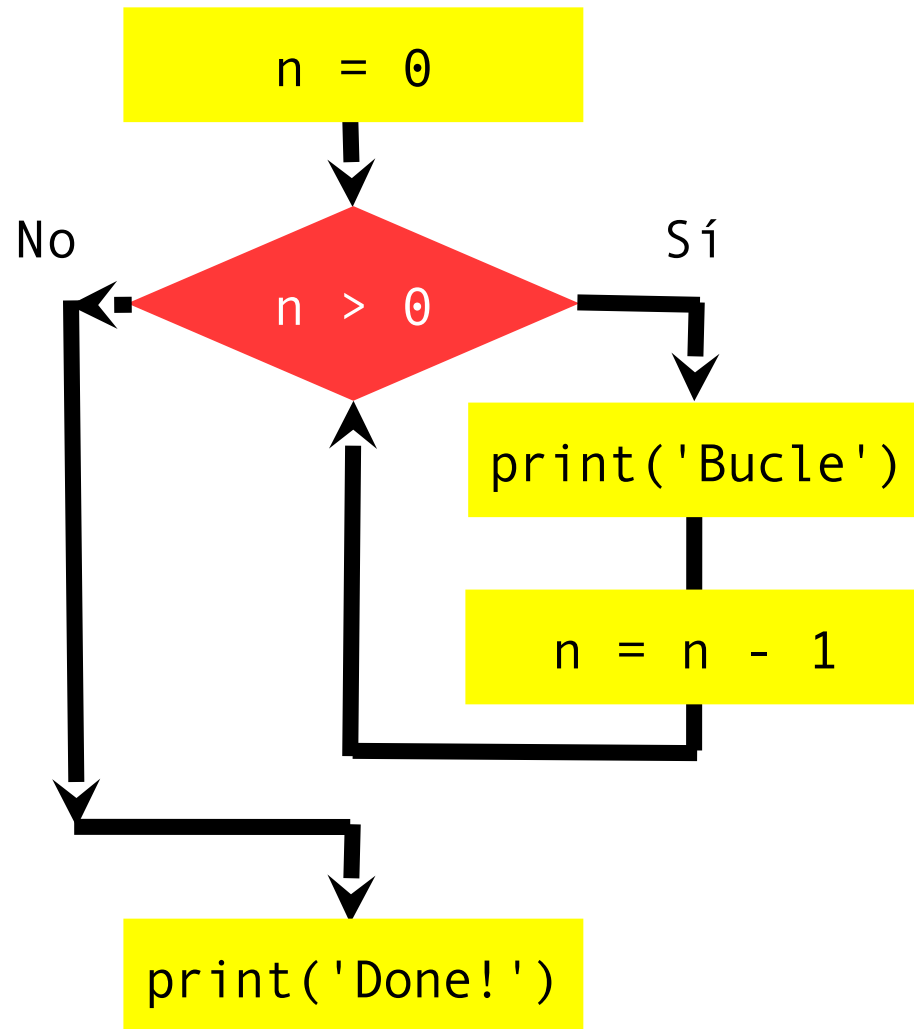 n = 0
No
Sí
n > 0
print('Bucle')
n = n - 1
print('Done!')